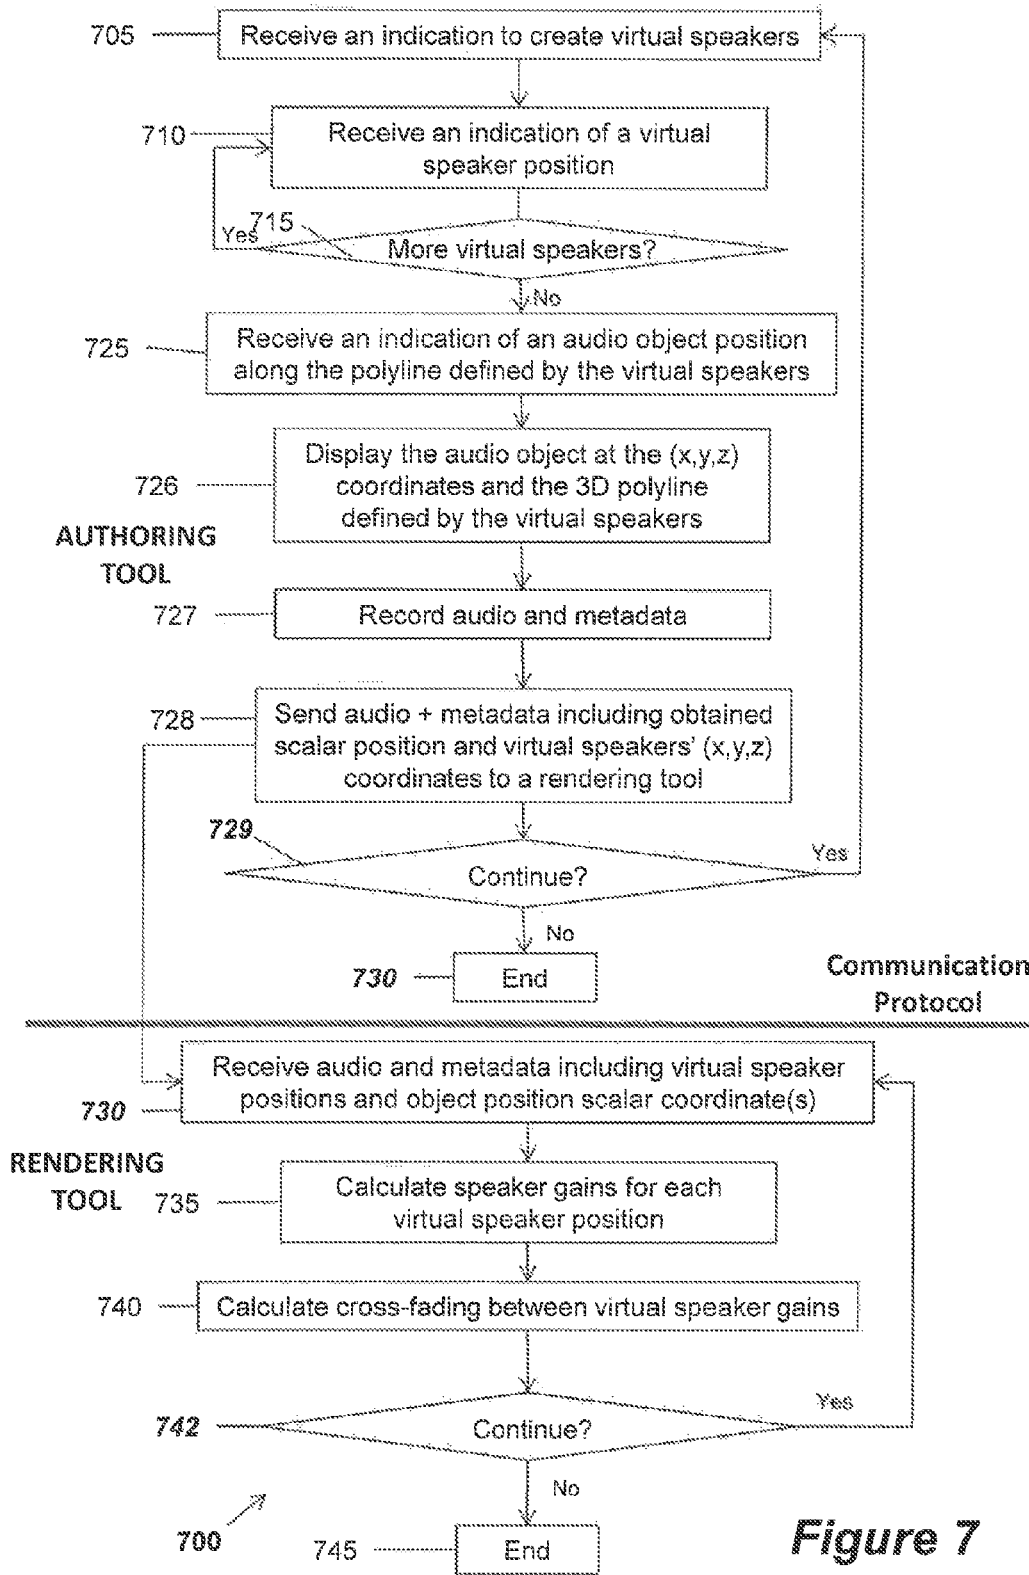 705
Receive an indication to create virtual speakers
710
Receive an indication of a virtual
speaker position
715
Yes
More virtual speakers?
No
725
Receive an indication of an audio object position
along the polyline defined by the virtual speakers
726
Display the audio object at the (x,y,z)
coordinates and the 3D polyline
defined by the virtual speakers
AUTHORING
TOOL
727
Record audio and metadata
728
Send audio + metadata including obtained
scalar position and virtual speakers' (x,y,z)
coordinates to a rendering tool
729
Continue?
Yes
No
730
End
Communication
Protocol
Receive audio and metadata including virtual speaker
positions and object position scalar coordinate(s)
730
RENDERING
TOOL
735
Calculate speaker gains for each
virtual speaker position
740
Calculate cross-fading between virtual speaker gains
742
Continue?
Yes
No
700
745
End
Figure 7